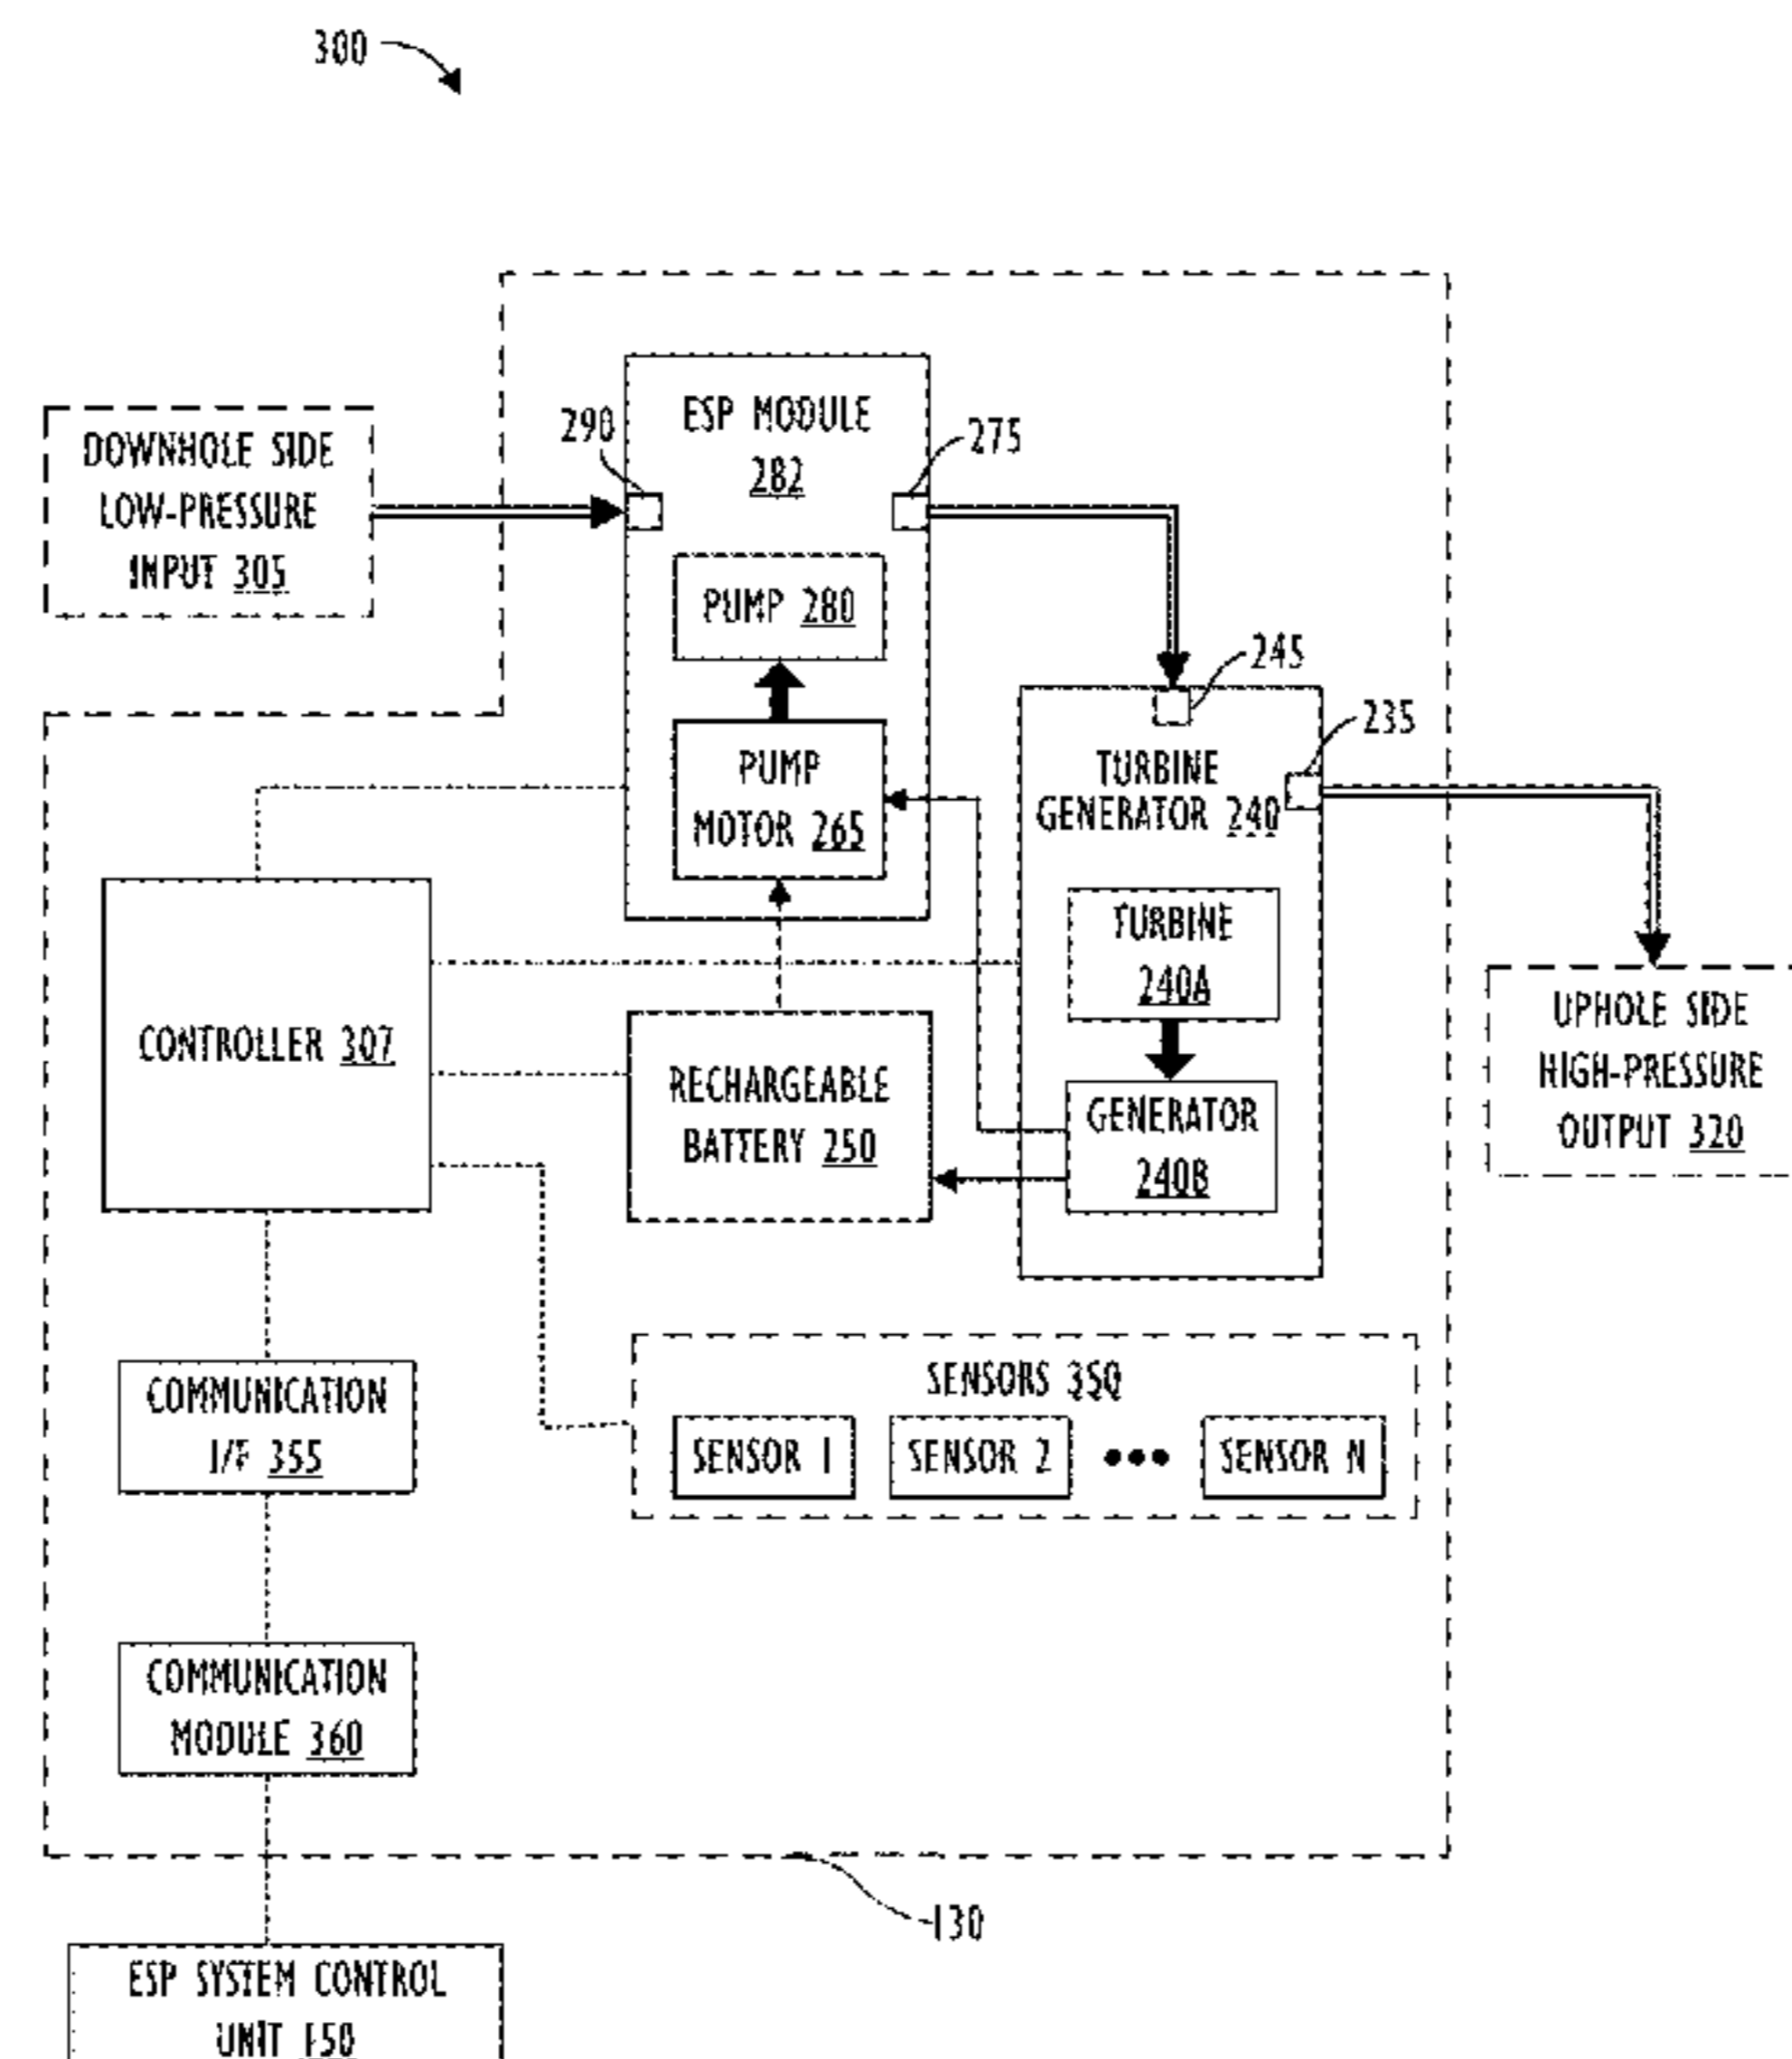 300
DOWNHOLE SIDE
LOW-PRESSURE
INPUT 305
290
ESP MODULE
282
275
PUMP 280
PUMP
MOTOR 265
245
235
TURBINE
GENERATOR 240
TURBINE
240A
GENERATOR
240B
CONTROLLER 307
RECHARGEABLE
BATTERY 250
UPHOLE SIDE
HIGH-PRESSURE
OUTPUT 320
SENSORS 350
SENSOR 1
SENSOR 2
SENSOR N
COMMUNICATION
I/F 355
COMMUNICATION
MODULE 360
130
ESP SYSTEM CONTROL
UNIT 150